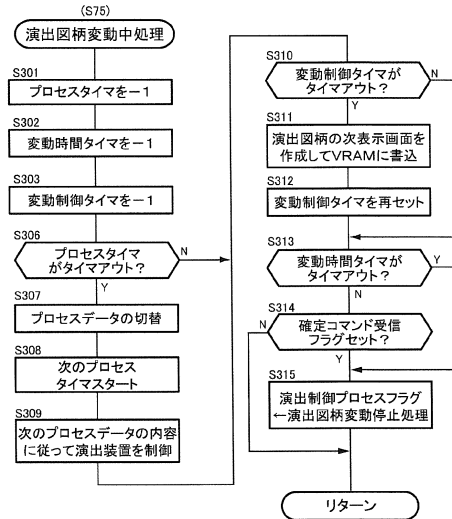 (S75)
演出図柄変動中処理
S301
プロセスタイマを－1
S302
変動時間タイマを－1
S303
変動制御タイマを－1
S306
プロセスタイマ
がタイムアウト？
N
Y
S307
プロセスデータの切替
S308
次のプロセス
タイマスタート
S309
次のプロセスデータの内容
に従って演出装置を制御
S310
変動制御タイマが
タイムアウト？
N
Y
S311
演出図柄の次表示画面を
作成してVRAMに書込
S312
変動制御タイマを再セット
S313
変動時間タイマが
タイムアウト？
Y
N
S314
確定コマンド受信
フラグセット？
N
Y
S315
演出制御プロセスフラグ
←演出図柄変動停止処理
リターン